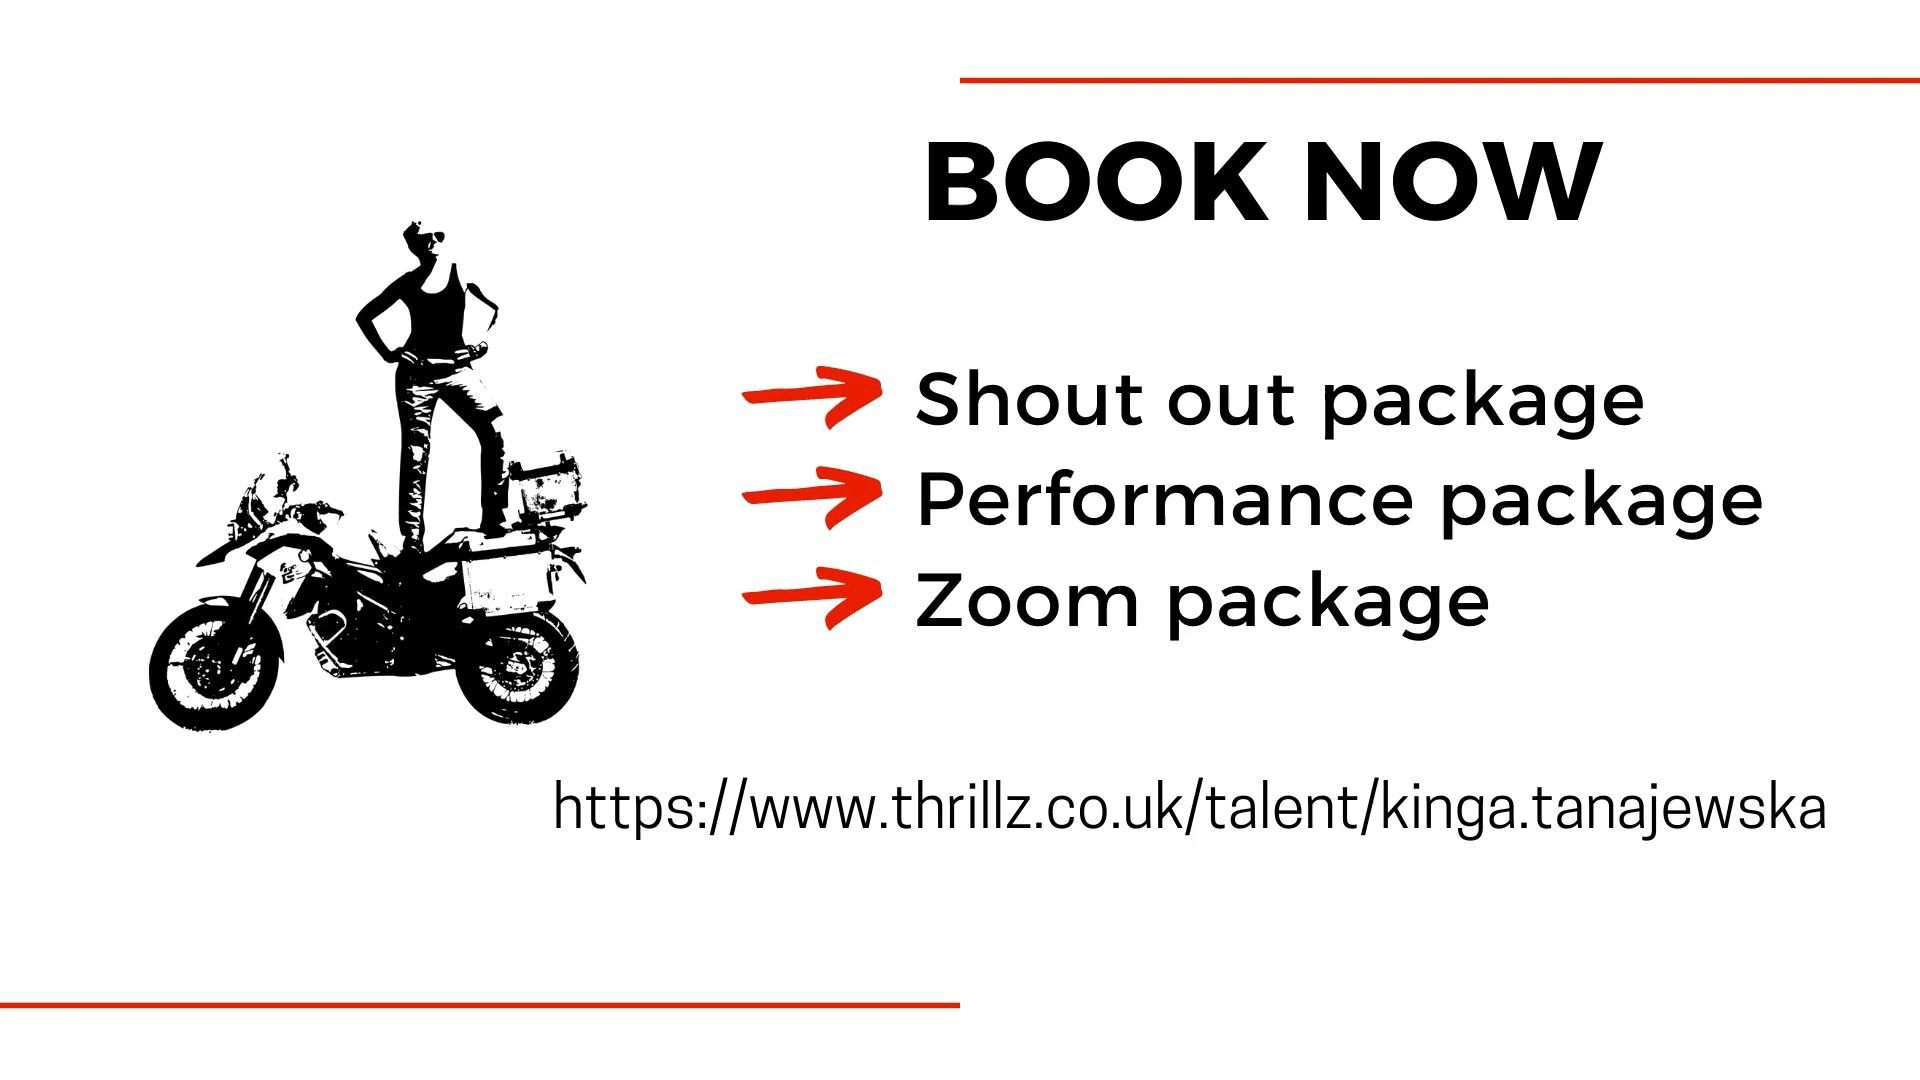 BOOK NOW
Shout out package
Performance package
Zoom package
https://www.thrillz.co.uk/talent/kinga.tanajewska